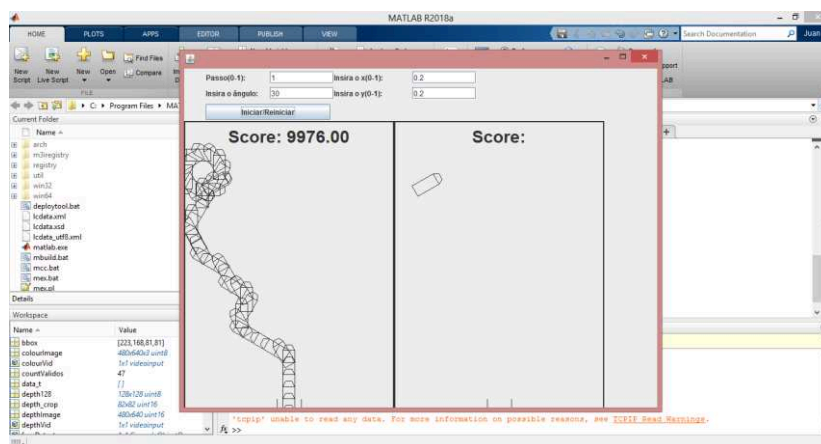 MATLAB R2018a
HOME PLOTS APPS EDITOR PUBLISH VIEW
Search Documentation Juan
Find Files
New Script New Live Script New Open Compare
FILE
C: Program Files MA
Current Folder
Name
arch
m3iregistry
registry
util
win32
win64
deploytool.bat
lcdata.xml
lcdata.xsd
lcdata_utf8.xml
matlab.exe
mbuild.bat
mcc.bat
mex.bat
mex.pl
Details
Workspace
Name Value
bbox [223,168,81,81]
colourImage 480x640x3 uint8
colourVid 1x1 videoinput
countValidos 47
data_t []
depth128 128x128 uint8
depth_crop 82x82 uint16
depthImage 480x640 uint16
depthVid 1x1 videoinput
Passo(0-1): 1 Insira o x(0-1): 0.2
Insira o ângulo: 30 Insira o y(0-1): 0.2
Iniciar/Reiniciar
Score: 9976.00 Score:
'tcpip' unable to read any data. For more information on possible reasons, see TCPIP Read Warnings.
fx >>